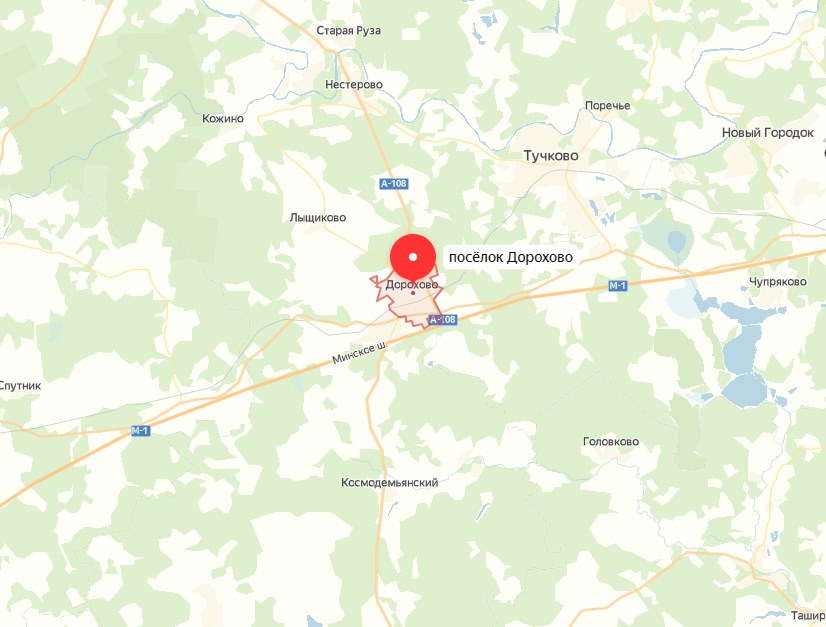 Старая Руза
Нестерово
Поречье
Кожино
Новый Городок
Тучково
А-108
Лыщиково
посёлок Дорохово
Дорохово
М-1
Чупряково
А-108
Минское ш.
Спутник
М-1
Головково
Космодемьянский
Ташир